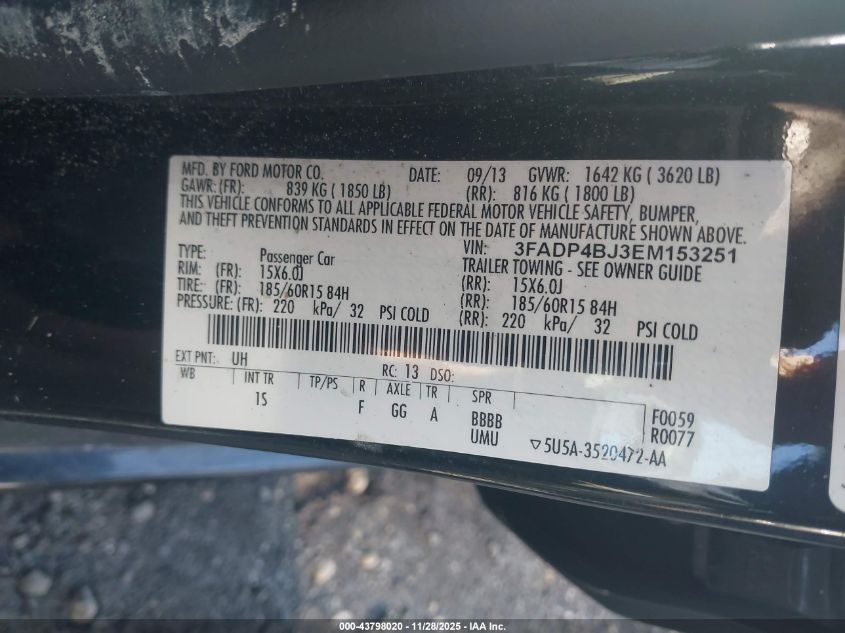 MFD. BY FORD MOTOR CO. DATE: 09/13 GVWR: 1642 KG ( 3620 LB)
GAWR: (FR): 839 KG ( 1850 LB) (RR): 816 KG ( 1800 LB)
THIS VEHICLE CONFORMS TO ALL APPLICABLE FEDERAL MOTOR VEHICLE SAFETY, BUMPER,
AND THEFT PREVENTION STANDARDS IN EFFECT ON THE DATE OF MANUFACTURE SHOWN ABOVE.
VIN: 3FADP4BJ3EM153251
TYPE: Passenger Car TRAILER TOWING - SEE OWNER GUIDE
RIM: (FR): 15X6.0J (RR): 15X6.0J
TIRE: (FR): 185/60R15 84H (RR): 185/60R15 84H
PRESSURE: (FR): 220 kPa/ 32 PSI COLD (RR): 220 kPa/ 32 PSI COLD
EXT PNT: UH RC: 13 DSO:
WB INT TR TP/PS R AXLE TR SPR
1S F GG A BBBB F0059
UMU R0077
▽5U5A-3520472-AA
000-43798020 - 11/28/2025 - IAA Inc.